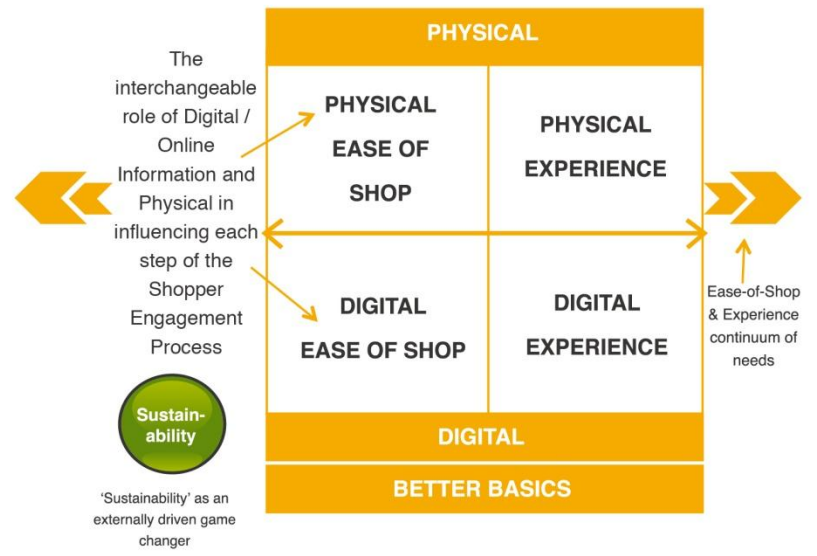 PHYSICAL
The
interchangeable
role of Digital /
Online
Information and
Physical in
influencing each
step of the
Shopper
Engagement
Process
PHYSICAL
EASE OF
SHOP
PHYSICAL
EXPERIENCE
DIGITAL
EASE OF SHOP
DIGITAL
EXPERIENCE
Ease-of-Shop
& Experience
continuum of
needs
Sustain-
ability
'Sustainability' as an
externally driven game
changer
DIGITAL
BETTER BASICS